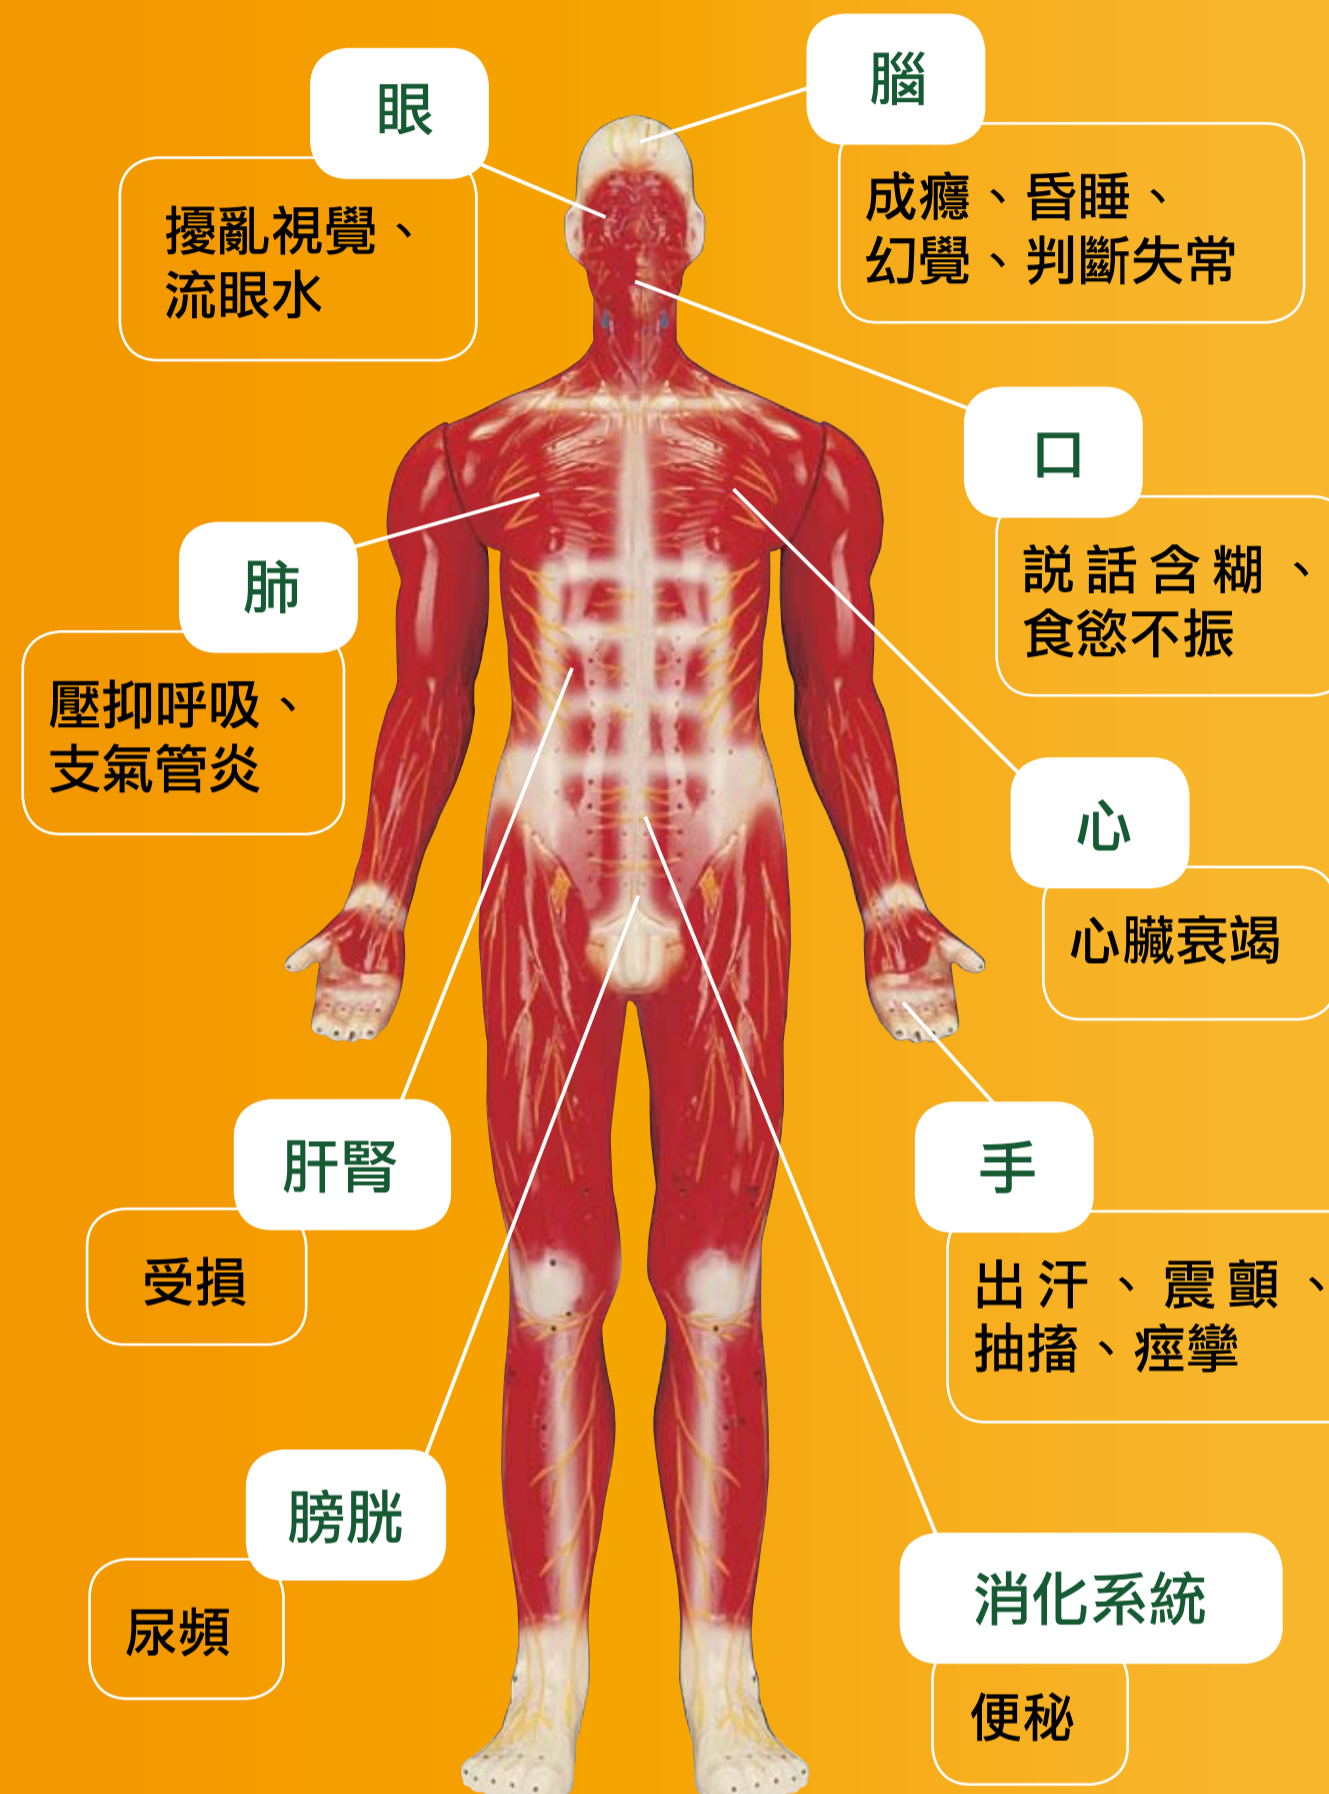 眼
擾亂視覺、
流眼水
腦
成癮、昏睡、
幻覺、判斷失常
口
説話含糊、
食慾不振
肺
壓抑呼吸、
支氣管炎
心
心臟衰竭
肝腎
受損
手
出汗、震顫、
抽搐、痙攣
膀胱
尿頻
消化系統
便秘